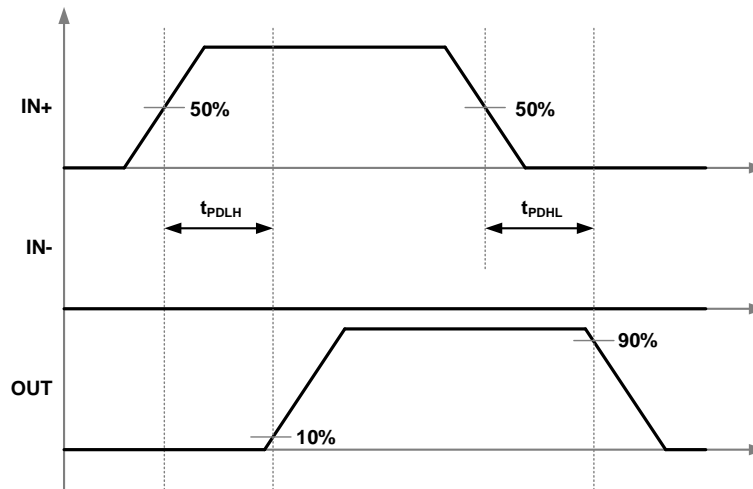 IN+
50%
50%
tPDLH
tPDHL
IN-
90%
OUT
10%